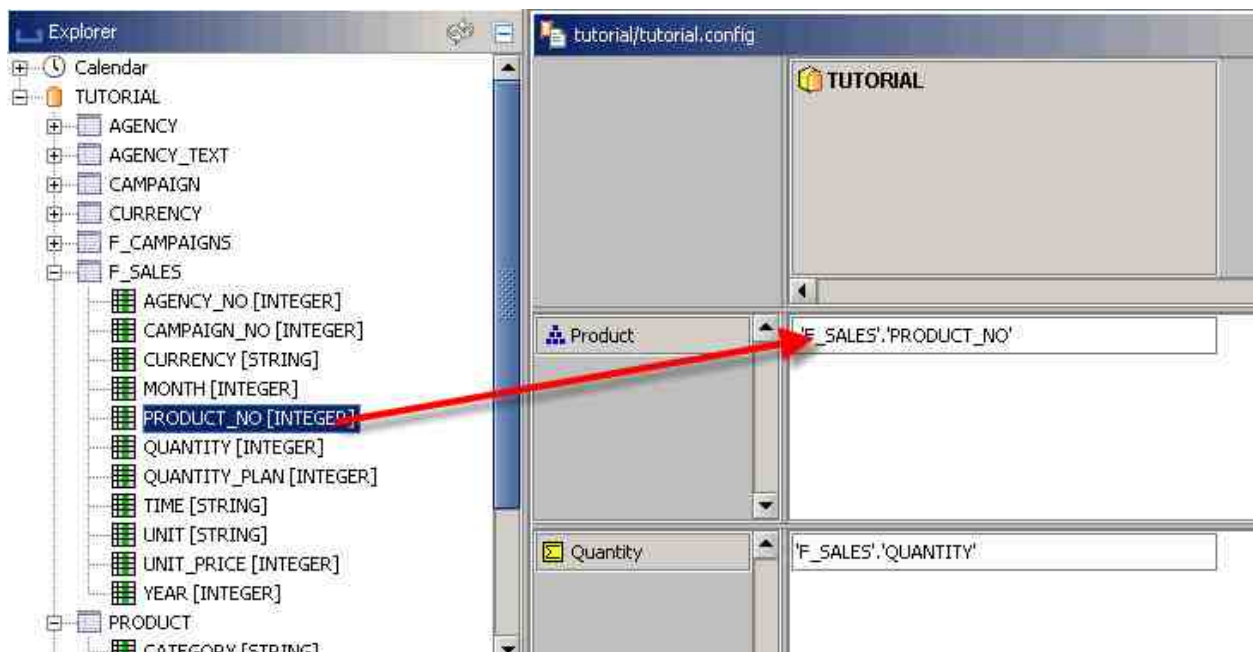 Explorer
Calendar
TUTORIAL
AGENCY
AGENCY_TEXT
CAMPAIGN
CURRENCY
F_CAMPAIGNS
F_SALES
AGENCY_NO [INTEGER]
CAMPAIGN_NO [INTEGER]
CURRENCY [STRING]
MONTH [INTEGER]
PRODUCT_NO [INTEGER]
QUANTITY [INTEGER]
QUANTITY_PLAN [INTEGER]
TIME [STRING]
UNIT [STRING]
UNIT_PRICE [INTEGER]
YEAR [INTEGER]
PRODUCT
CATEGORY [STRING]
tutorial/tutorial.config
TUTORIAL
Product
'F_SALES'.'PRODUCT_NO'
Quantity
'F_SALES'.'QUANTITY'